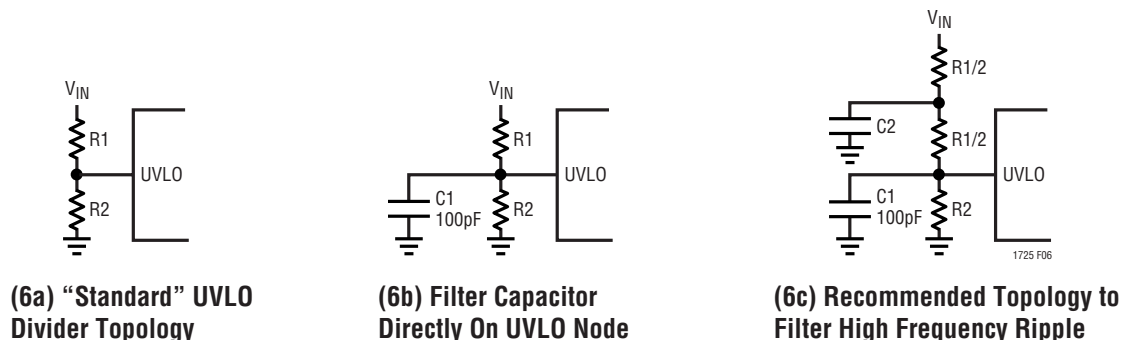 VIN
R1
UVLO
R2
(6a) “Standard” UVLO
Divider Topology
VIN
R1
UVLO
C1
100pF
R2
(6b) Filter Capacitor
Directly On UVLO Node
VIN
R1/2
C2
R1/2
UVLO
C1
100pF
R2
1725 F06
(6c) Recommended Topology to
Filter High Frequency Ripple